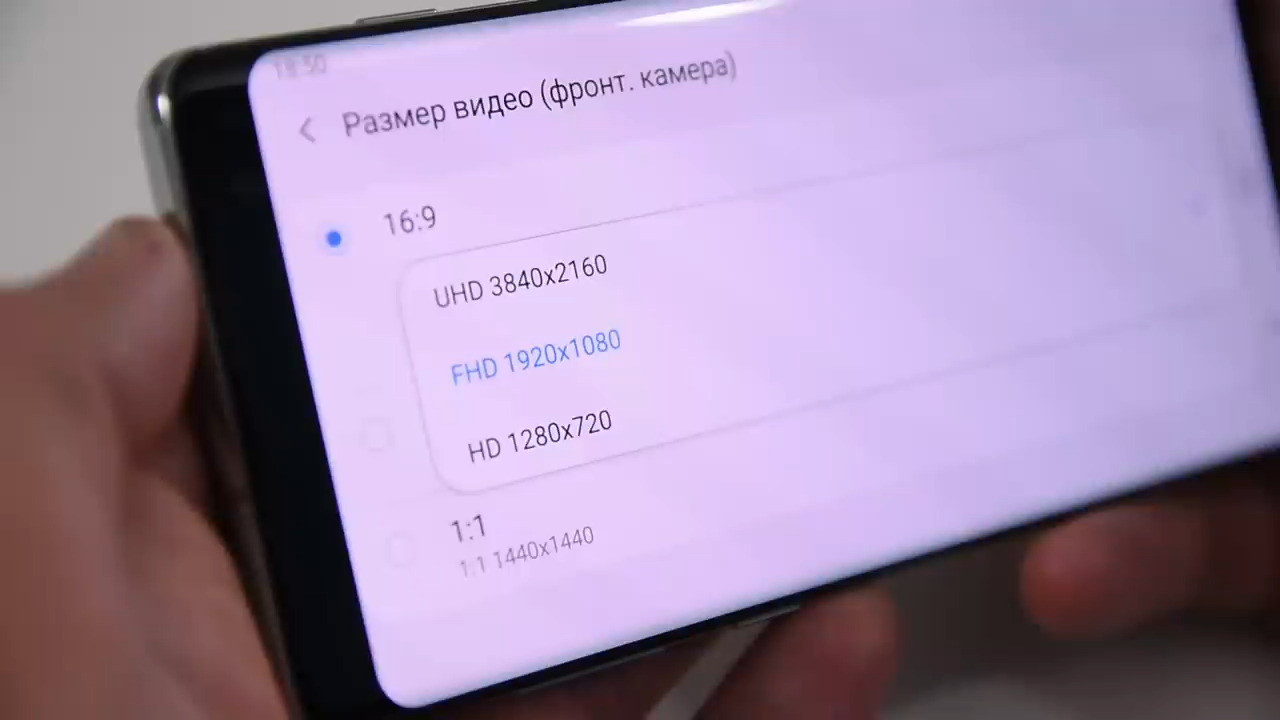 18:50
Размер видео (фронт. камера)
16:9
UHD 3840x2160
FHD 1920x1080
HD 1280x720
1:1
1:1 1440x1440